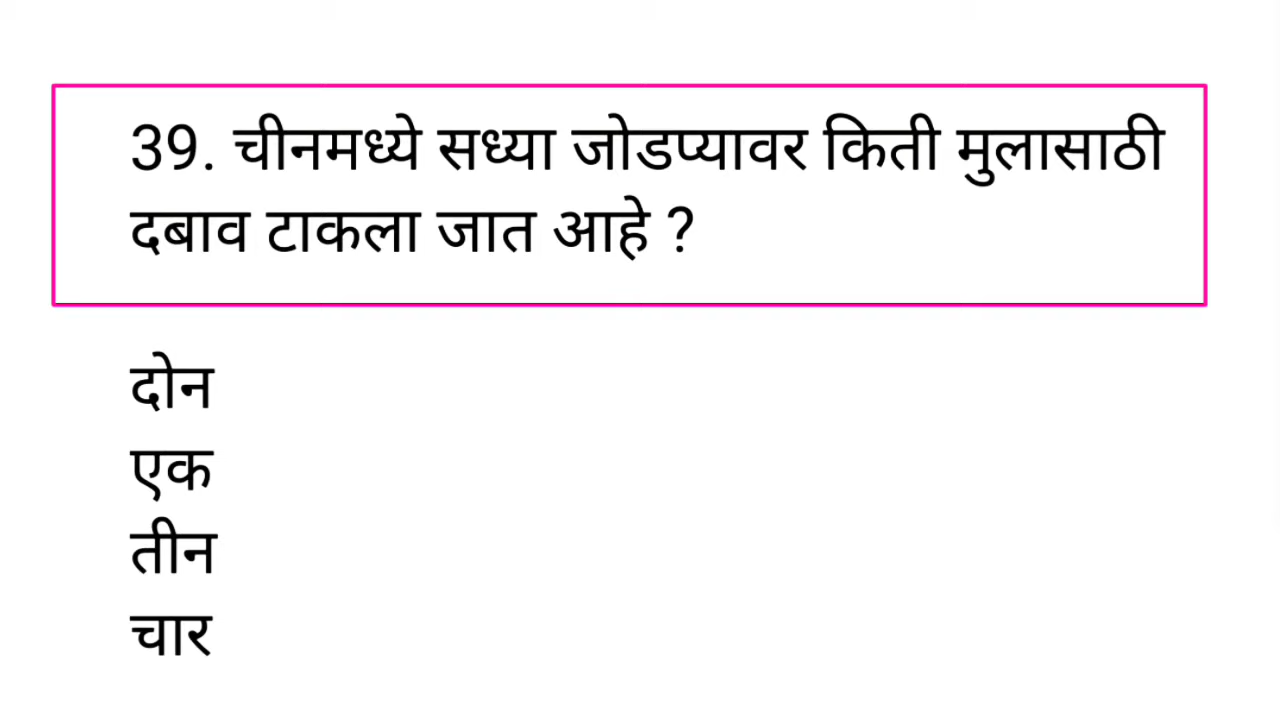 39. चीनमध्ये सध्या जोडप्यावर किती मुलासाठी
दबाव टाकला जात आहे ?
दोन
एक
तीन
चार